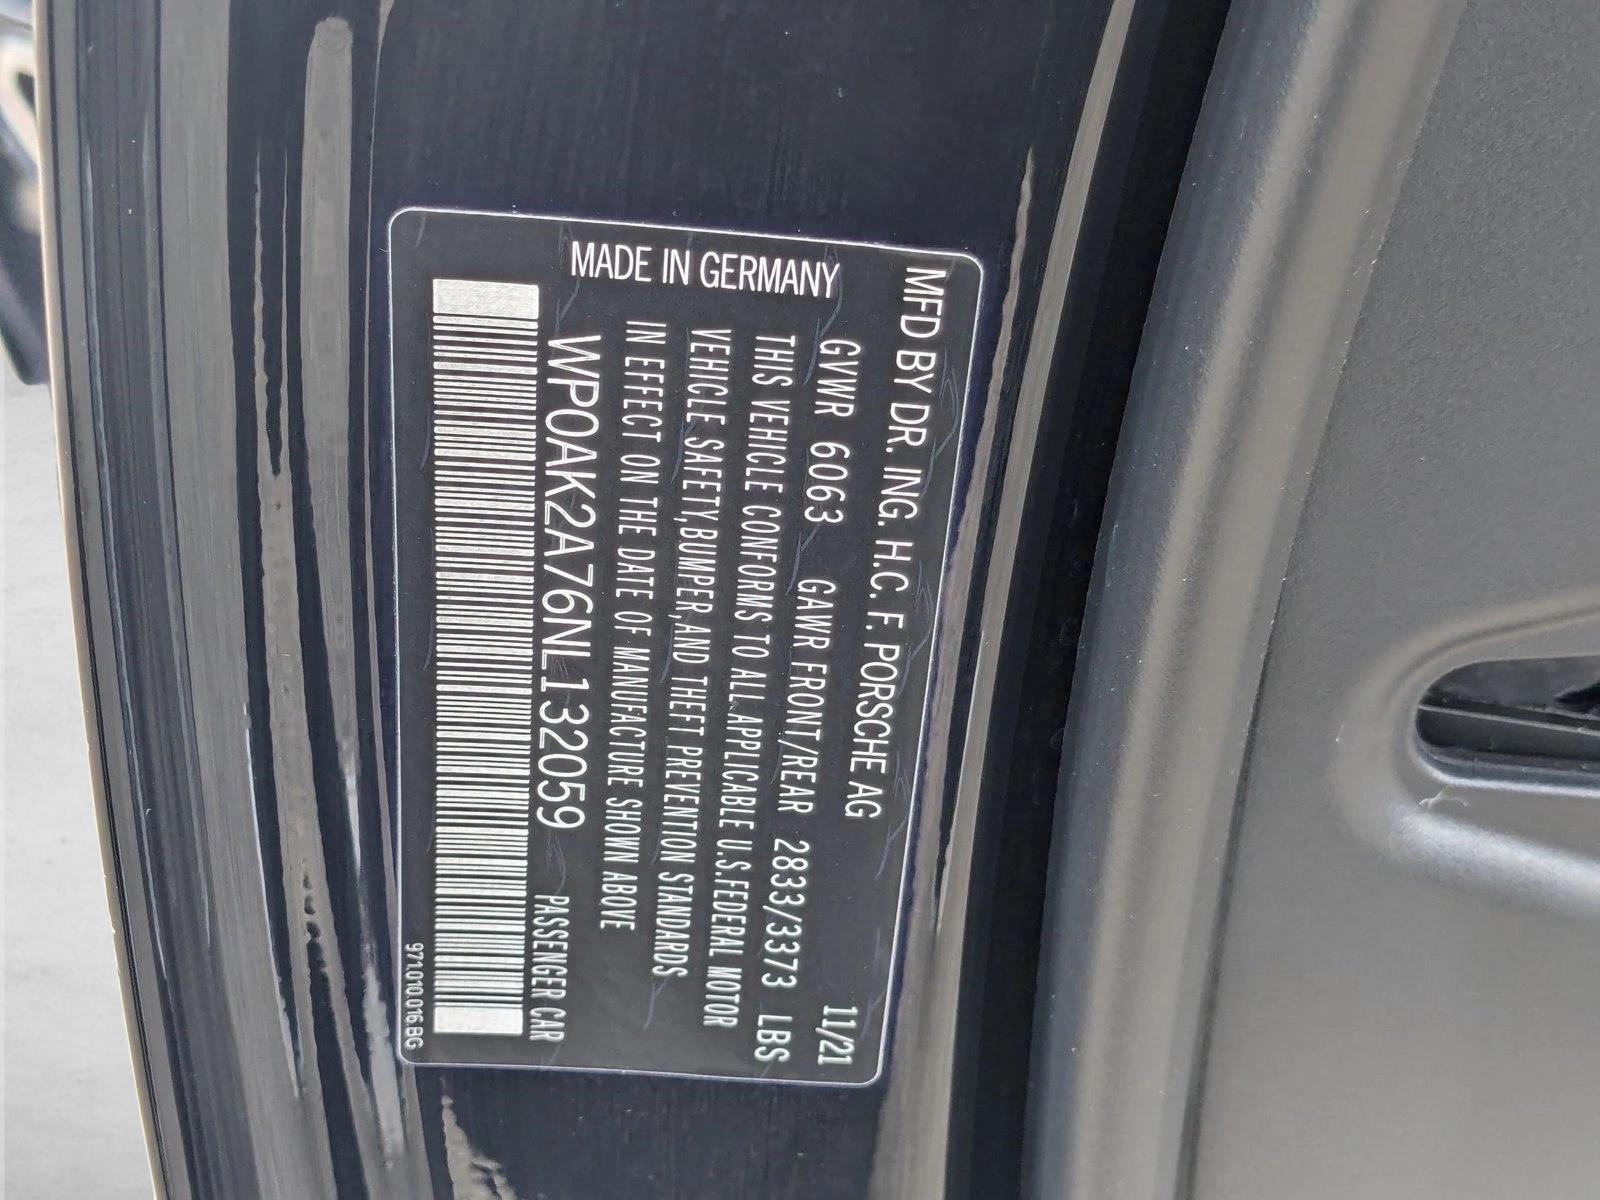 MFD BY DR. ING. H.C. F. PORSCHE AG
11/21
GVWR 6063 GAWR FRONT/REAR 2833/3373 LBS
THIS VEHICLE CONFORMS TO ALL APPLICABLE U.S.FEDERAL MOTOR
VEHICLE SAFETY,BUMPER,AND THEFT PREVENTION STANDARDS
IN EFFECT ON THE DATE OF MANUFACTURE SHOWN ABOVE
WP0AK2A76NL132059 PASSENGER CAR
971.010.016.BG
MADE IN GERMANY